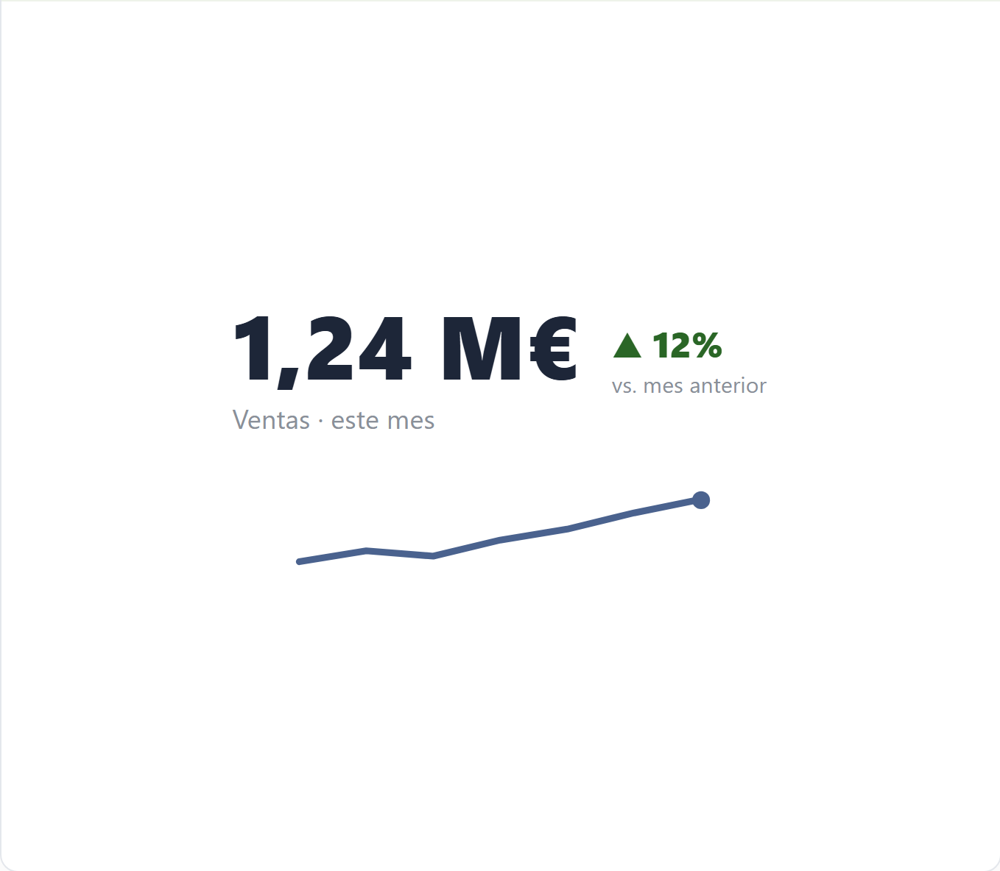 1,24 M€
▲ 12%
vs. mes anterior
Ventas · este mes